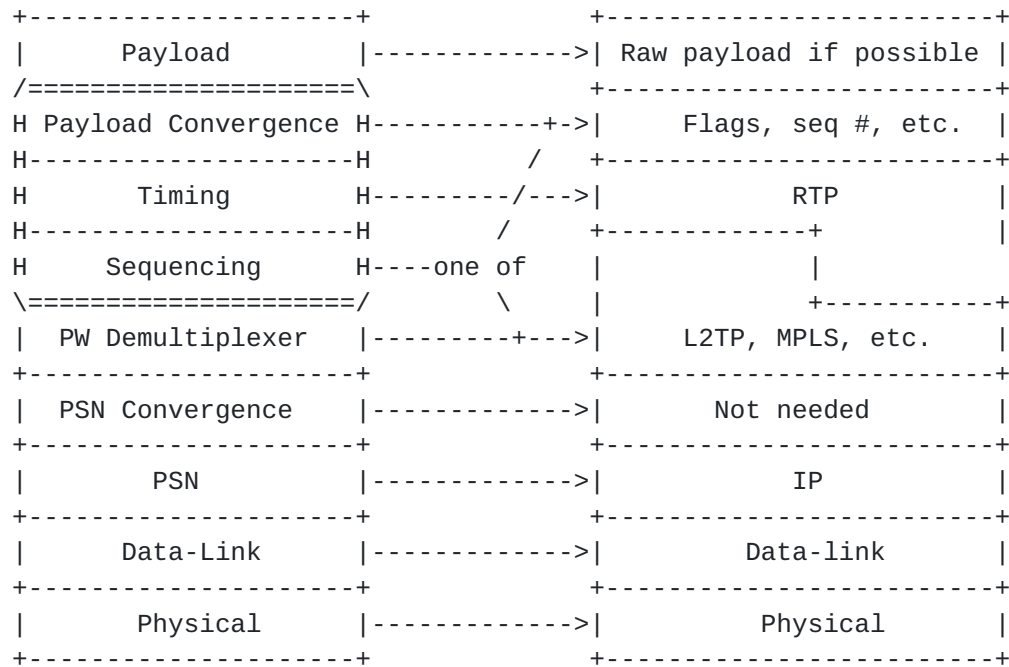 +---------------------+              +-------------------------+
|       Payload       |------------->| Raw payload if possible |
/=====================\              +-------------------------+
H Payload Convergence H-----------+->|     Flags, seq #, etc.  |
H---------------------H          /   +-------------------------+
H       Timing        H---------/--->|            RTP          |
H---------------------H        /     +-------------+           |
H     Sequencing      H----one of    |             |
\=====================/        \     |             +-----------+
|  PW Demultiplexer   |---------+--->|     L2TP, MPLS, etc.    |
+---------------------+              +-------------------------+
|  PSN Convergence    |------------->|       Not needed        |
+---------------------+              +-------------------------+
|        PSN          |------------->|            IP           |
+---------------------+              +-------------------------+
|      Data-Link      |------------->|         Data-link       |
+---------------------+              +-------------------------+
|       Physical      |------------->|          Physical       |
+---------------------+              +-------------------------+